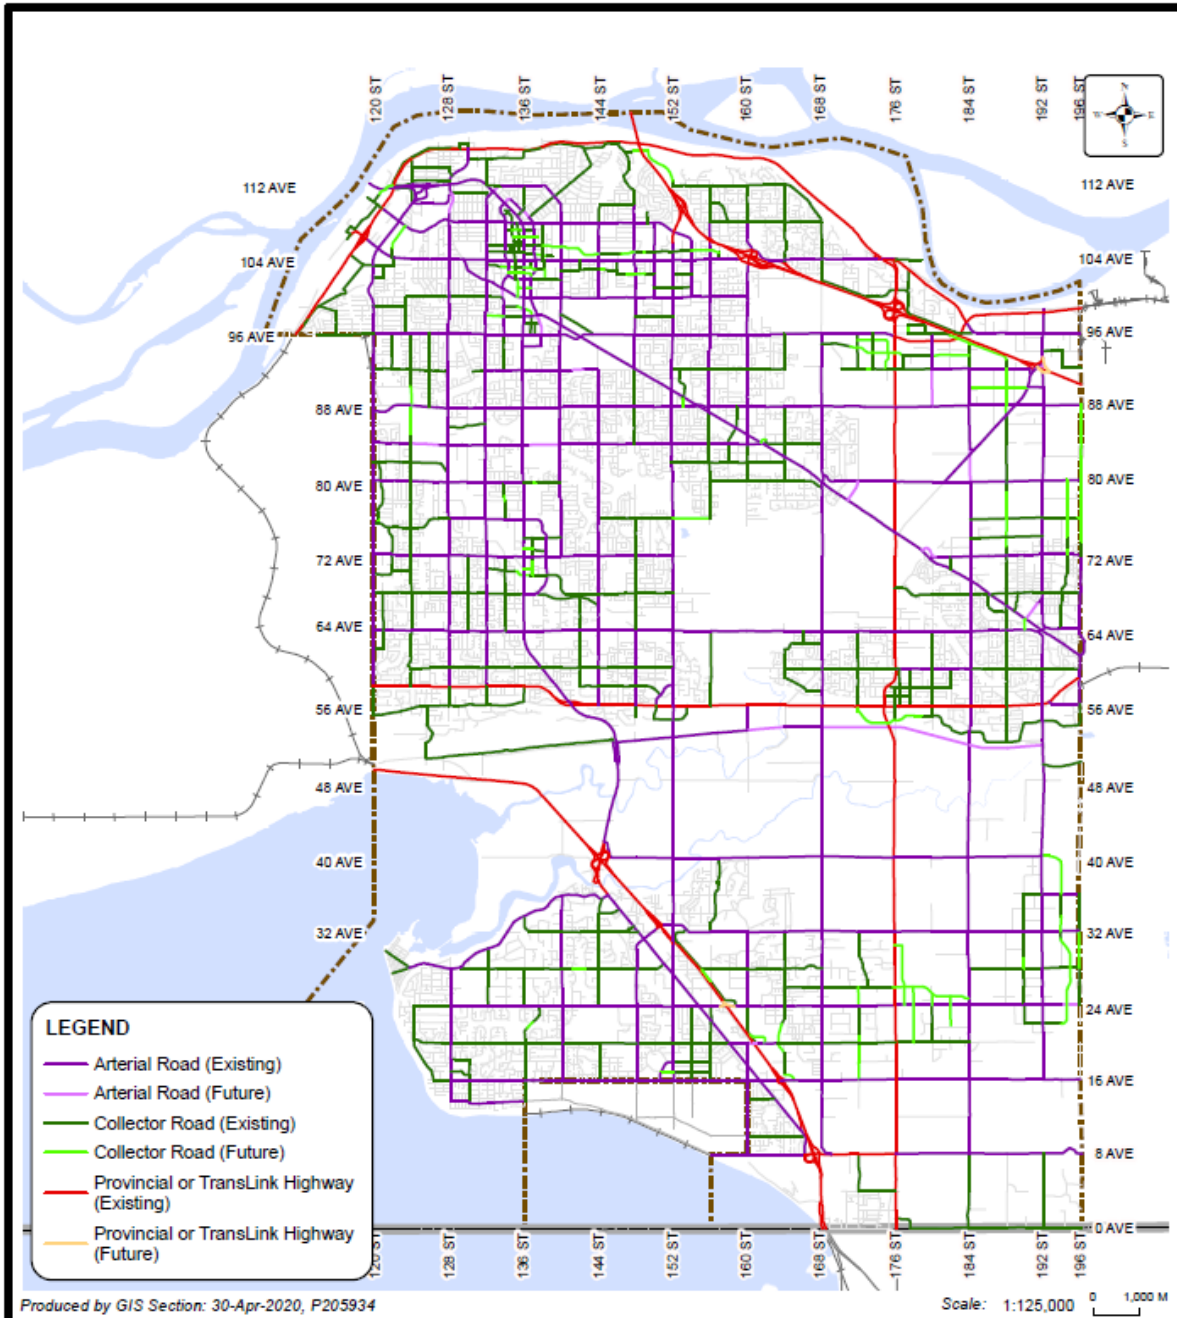 120 ST
128 ST
136 ST
144 ST
152 ST
160 ST
168 ST
176 ST
184 ST
192 ST
196 ST
N
W E
S
112 AVE
112 AVE
104 AVE
104 AVE
96 AVE
96 AVE
88 AVE
88 AVE
80 AVE
80 AVE
72 AVE
72 AVE
64 AVE
64 AVE
56 AVE
56 AVE
48 AVE
48 AVE
40 AVE
40 AVE
32 AVE
32 AVE
24 AVE
16 AVE
8 AVE
0 AVE
LEGEND
Arterial Road (Existing)
Arterial Road (Future)
Collector Road (Existing)
Collector Road (Future)
Provincial or TransLink Highway
(Existing)
Provincial or TransLink Highway
(Future)
120 ST
128 ST
136 ST
144 ST
152 ST
160 ST
168 ST
176 ST
184 ST
192 ST
196 ST
Produced by GIS Section: 30-Apr-2020, P205934
Scale: 1:125,000
0 1,000 M